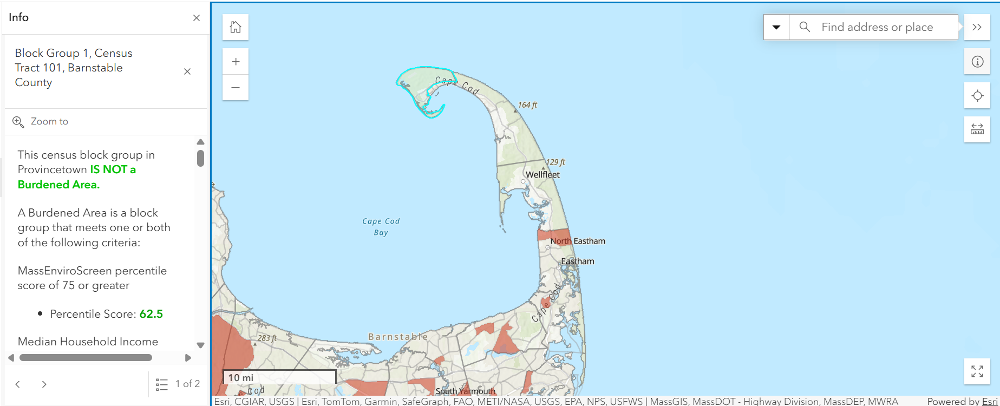 Info
Block Group 1, Census
Tract 101, Barnstable
County
Zoom to
This census block group in
Provincetown IS NOT a
Burdened Area.
A Burdened Area is a block
group that meets one or both
of the following criteria:
MassEnviroScreen percentile
score of 75 or greater
• Percentile Score: 62.5
Median Household Income
1 of 2
Find address or place
Cape Cod
164 ft
129 ft
Wellfleet
Cape Cod
Bay
North Eastham
Eastham
Cape Cod
Barnstable
283 ft
10 mi
Cod
South Yarmouth
Esri, CGIAR, USGS | Esri, TomTom, Garmin, SafeGraph, FAO, METI/NASA, USGS, EPA, NPS, USFWS | MassGIS, MassDOT - Highway Division, MassDEP, MWRA
Powered by Esri